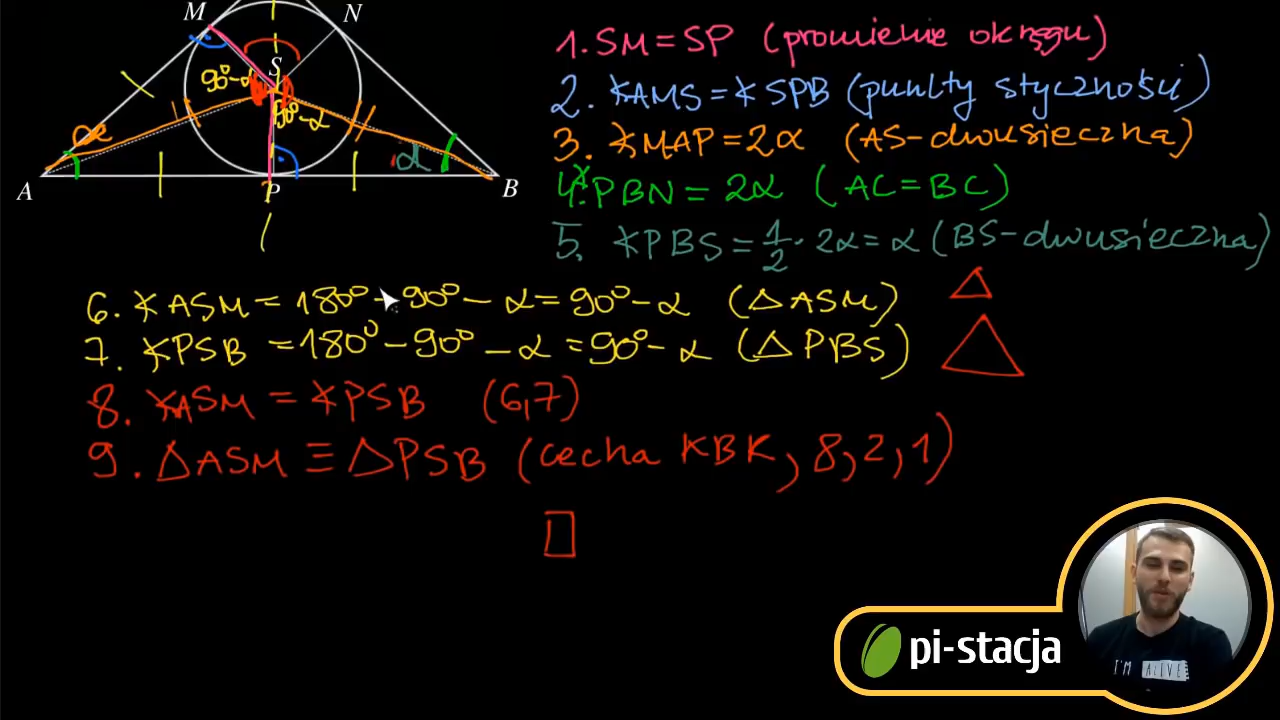 M
N
S
90°-α
90°-α
α
α
A
P
B
1. SM = SP (promienie okręgu)
2. ∢AMS = ∢SPB (punkty styczności)
3. ∢MAP = 2α (AS-dwusieczna)
4. ∢PBN = 2α (AC = BC)
5. ∢PBS = 1/2 · 2α = α (BS-dwusieczna)
6. ∢ASM = 180° - 90° - α = 90° - α (△ASM)
7. ∢PSB = 180° - 90° - α = 90° - α (△PBS)
8. ∢ASM = ∢PSB (6,7)
9. △ASM ≡ △PSB (cecha KBK, 8, 2, 1)
pi-stacja
I'M ALIVE